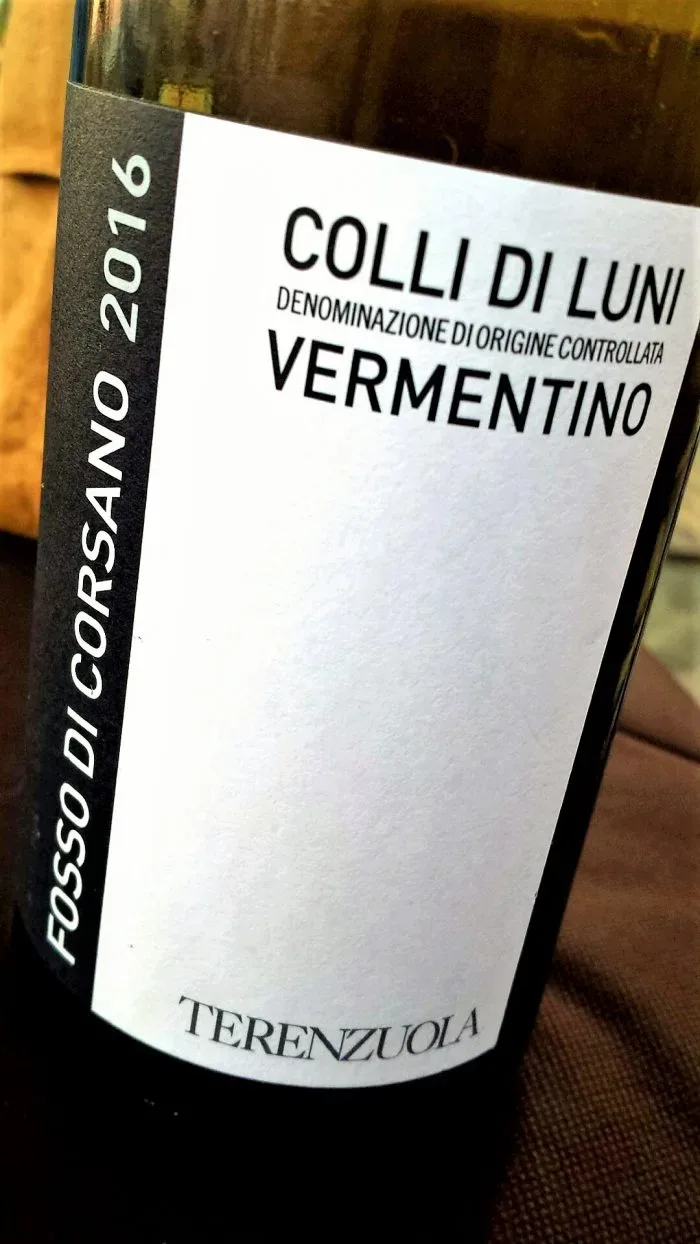 FOSSO DI CORSANO 2016
COLLI DI LUNI
DENOMINAZIONE DI ORIGINE CONTROLLATA
VERMENTINO
TERENZUOLA